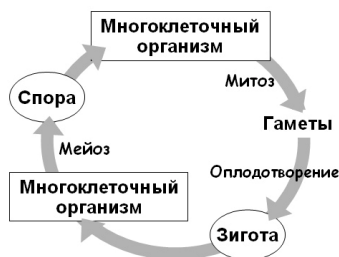 Многоклеточный
организм
Митоз
Спора
Гаметы
Мейоз
Оплодотворение
Многоклеточный
организм
Зигота